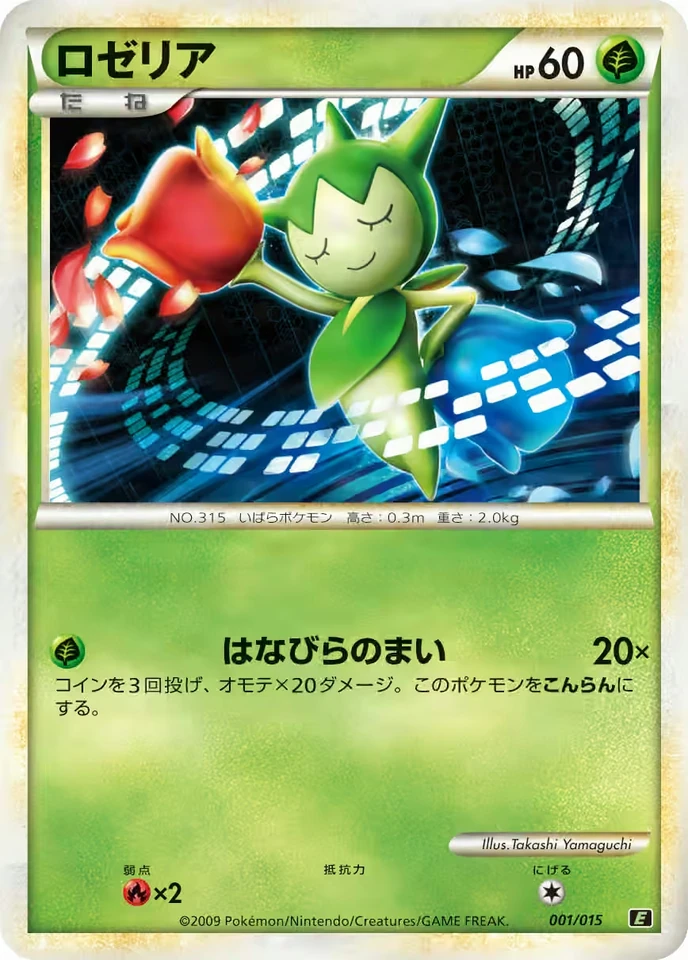 ロゼリア HP60
たね
NO.315 いばらポケモン 高さ:0.3m 重さ:2.0kg
はなびらのまい 20×
コインを3回投げ、オモテ×20ダメージ。このポケモンをこんらんに
する。
Illus.Takashi Yamaguchi
弱点 抵抗力 にげる
×2
©2009 Pokémon/Nintendo/Creatures/GAME FREAK. 001/015 E